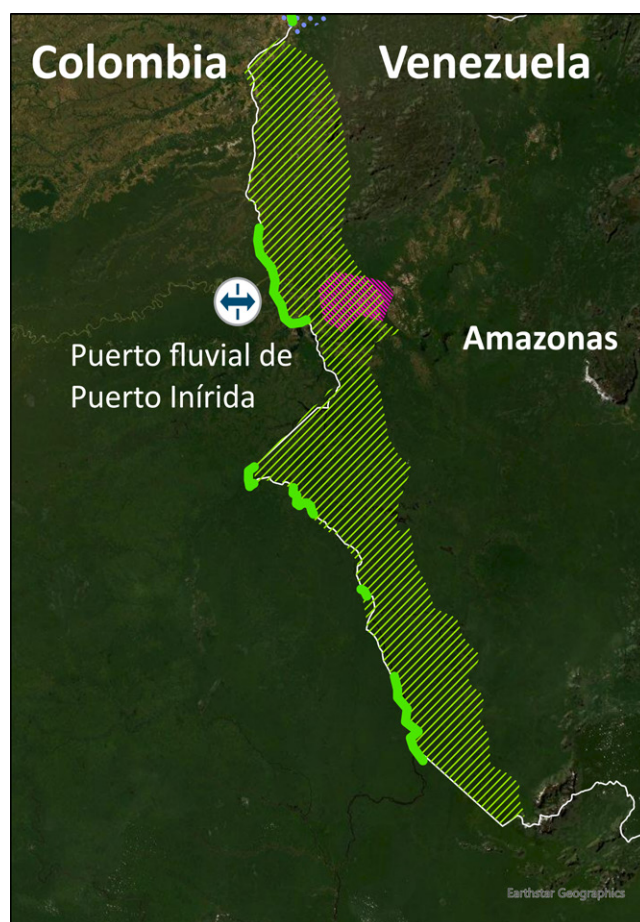 Colombia
Venezuela
Amazonas
Puerto fluvial de
Puerto Inírida
Earthstar Geographics